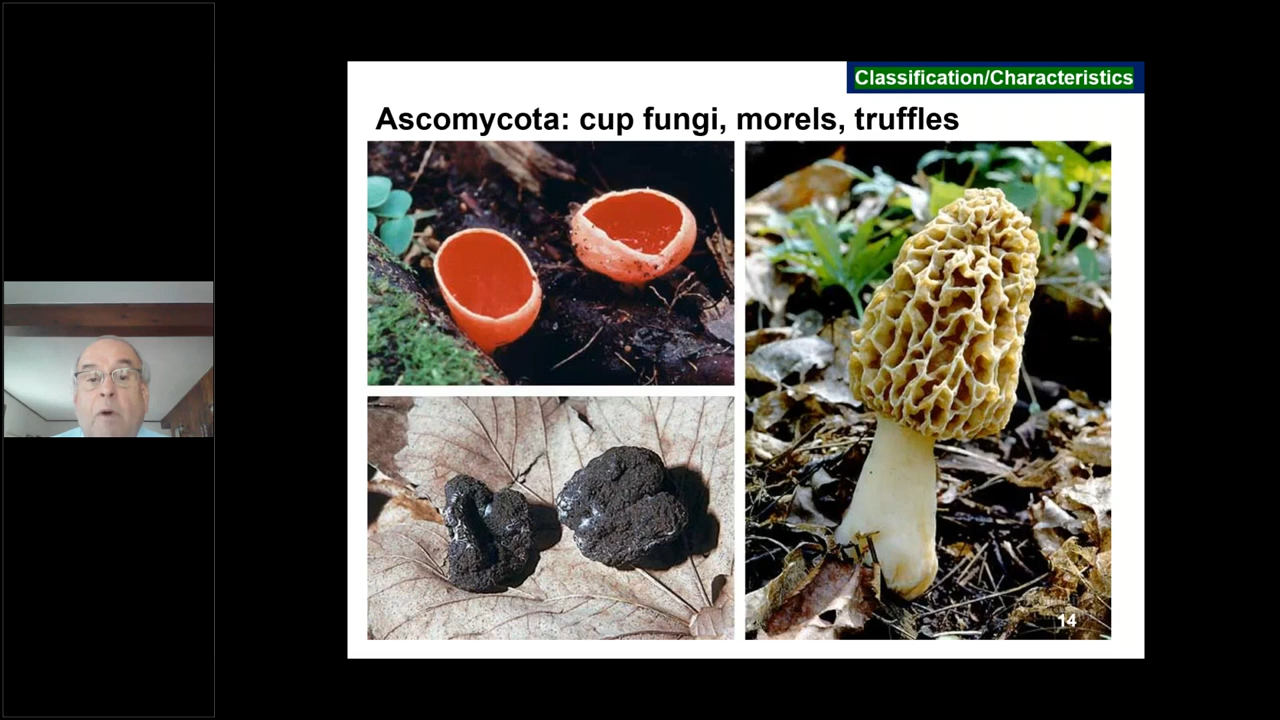 Classification/Characteristics
Ascomycota: cup fungi, morels, truffles
14